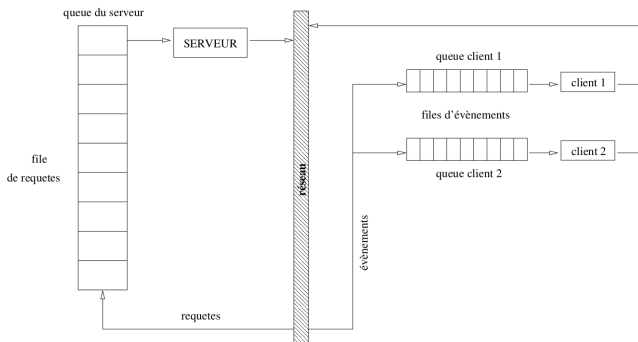 queue du serveur
SERVEUR
queue client 1
client 1
files d'évènements
client 2
queue client 2
file
de requetes
réseau
évènements
requetes